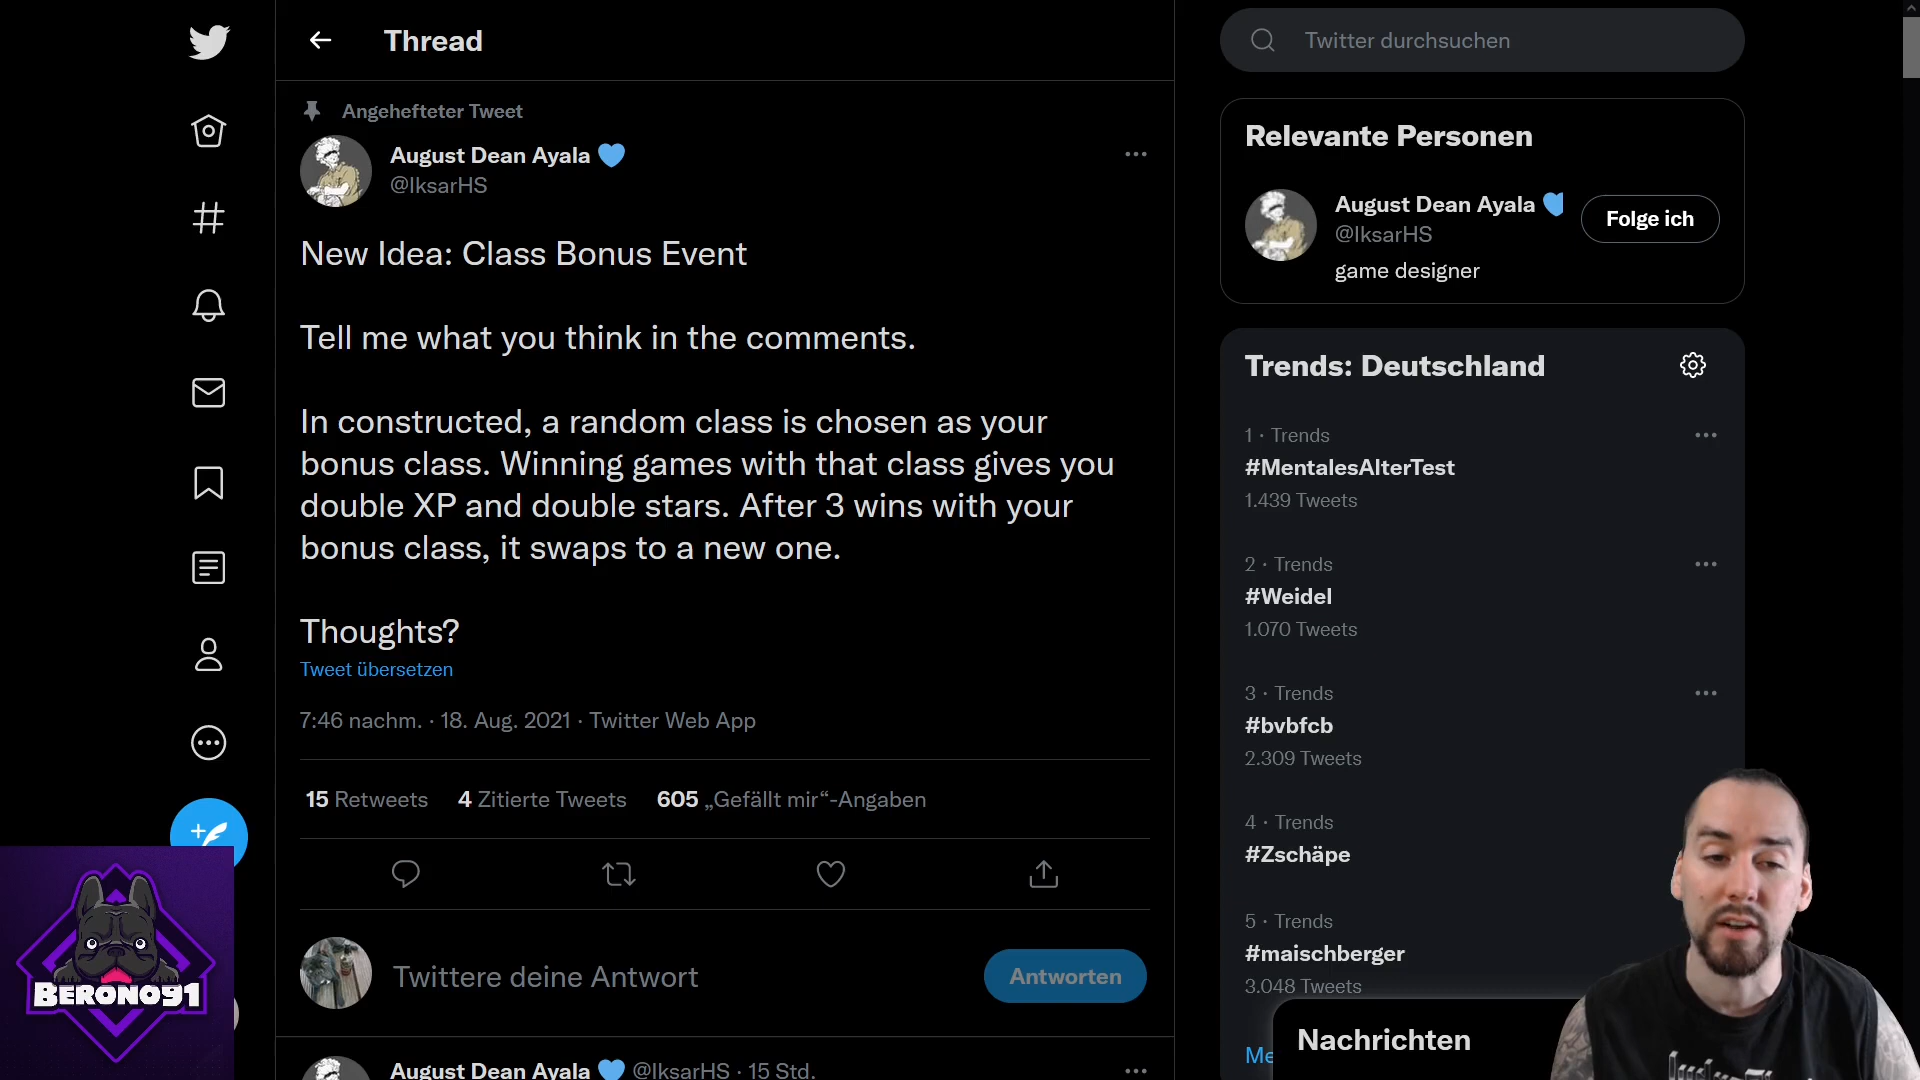 Thread
Twitter durchsuchen
Angehefteter Tweet
August Dean Ayala
@IksarHS
New Idea: Class Bonus Event
Tell me what you think in the comments.
In constructed, a random class is chosen as your
bonus class. Winning games with that class gives you
double XP and double stars. After 3 wins with your
bonus class, it swaps to a new one.
Thoughts?
Tweet übersetzen
7:46 nachm. · 18. Aug. 2021 · Twitter Web App
15 Retweets 4 Zitierte Tweets 605 „Gefällt mir“-Angaben
Twittere deine Antwort
Antworten
August Dean Ayala @IksarHS · 15 Std.
Relevante Personen
August Dean Ayala
@IksarHS
game designer
Folge ich
Trends: Deutschland
1 · Trends
#MentalesAlterTest
1.439 Tweets
2 · Trends
#Weidel
1.070 Tweets
3 · Trends
#bvbfcb
2.309 Tweets
4 · Trends
#Zschäpe
5 · Trends
#maischberger
3.048 Tweets
Me
Nachrichten
BERONO91